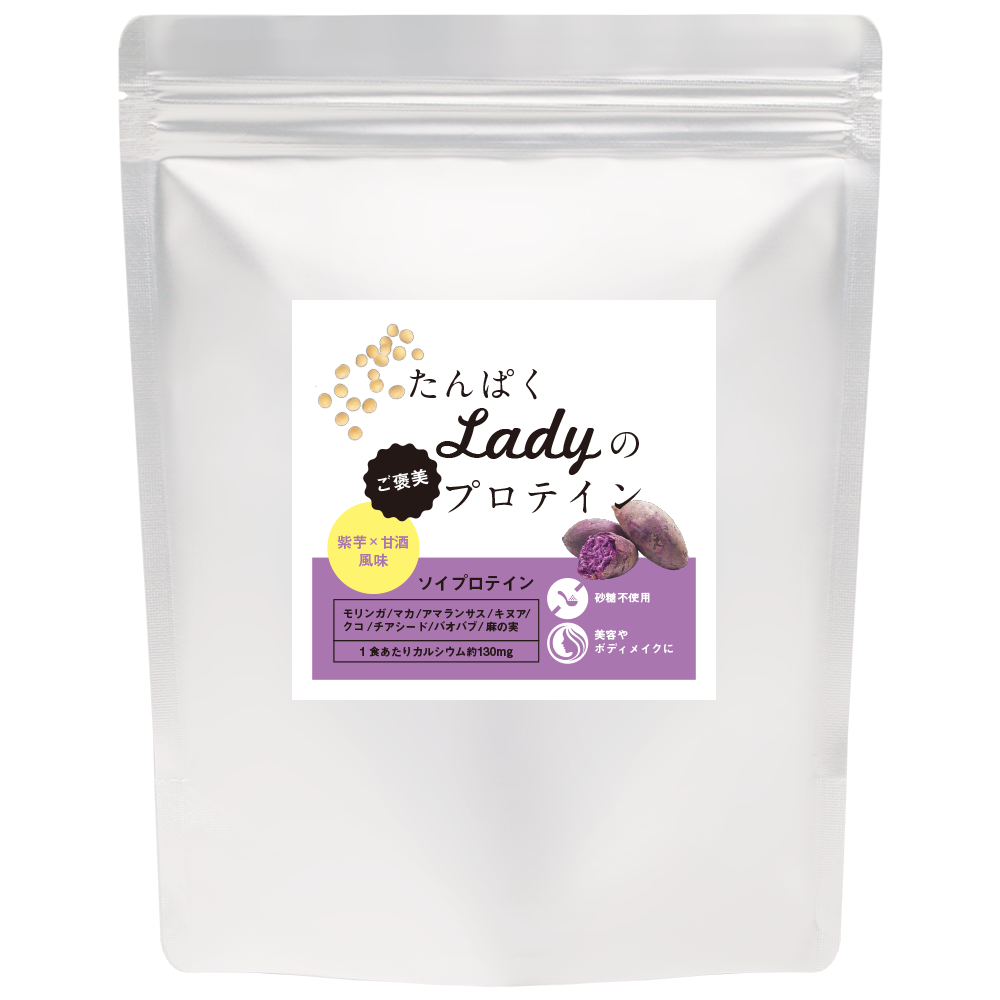 たんぱく
Ladyの
ご褒美
プロテイン
紫芋×甘酒
風味
ソイプロテイン
モリンガ/マカ/アマランサス/キヌア/
クコ/チアシード/バオバブ/麻の実
1食あたりカルシウム約130mg
砂糖不使用
美容や
ボディメイクに